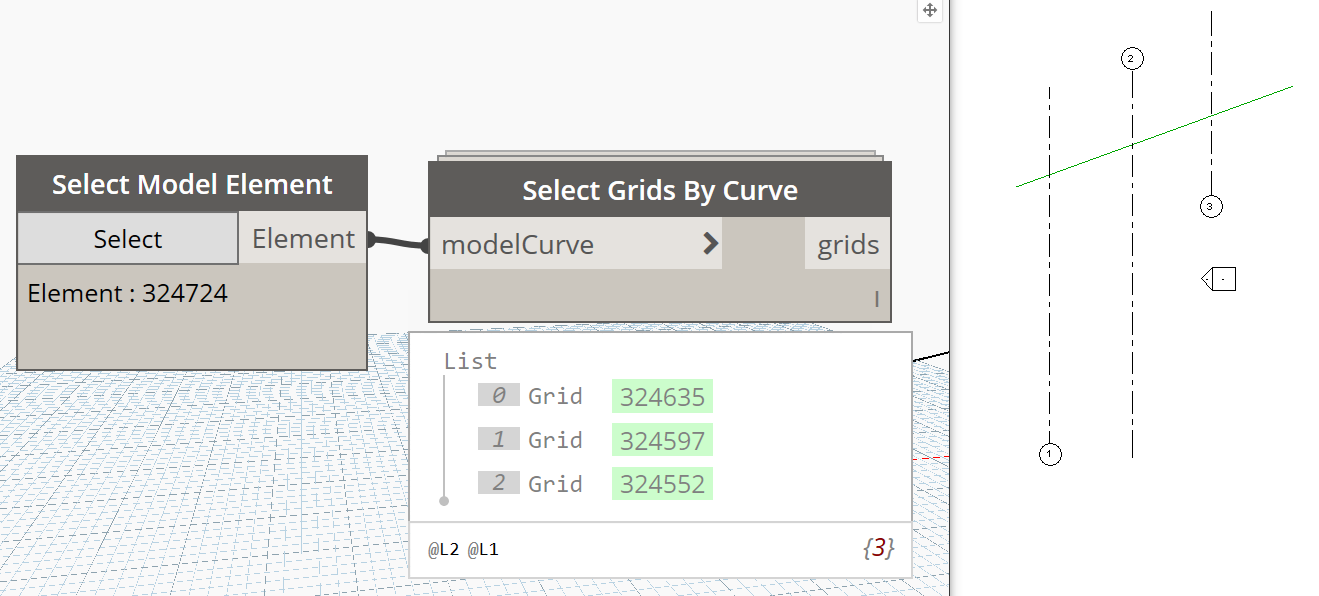 Select Model Element
Select
Element
Element : 324724
Select Grids By Curve
modelCurve
grids
List
0 Grid 324635
1 Grid 324597
2 Grid 324552
@L2 @L1
{3}
2
3
1